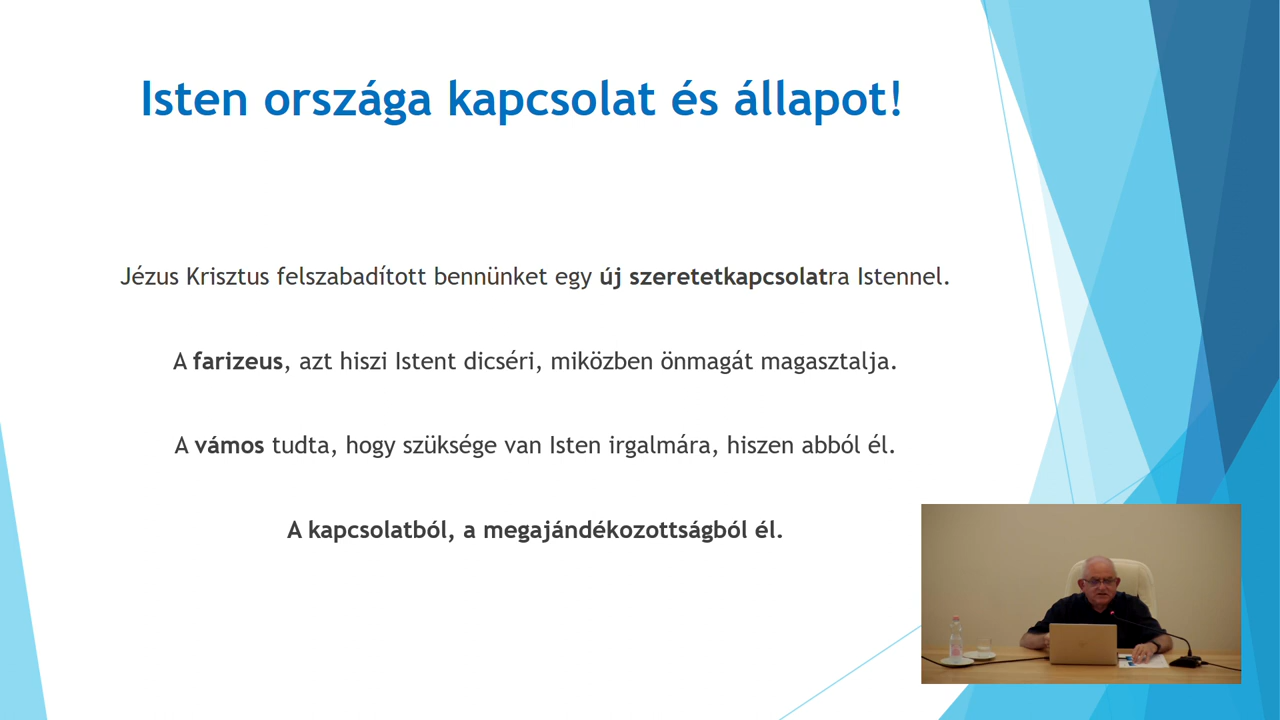 Isten országa kapcsolat és állapot!
Jézus Krisztus felszabadított bennünket egy új szeretetkapcsolatra Istennel.
A farizeus, azt hiszi Istent dicséri, miközben önmagát magasztalja.
A vámos tudta, hogy szüksége van Isten irgalmára, hiszen abból él.
A kapcsolatból, a megajándékozottságból él.